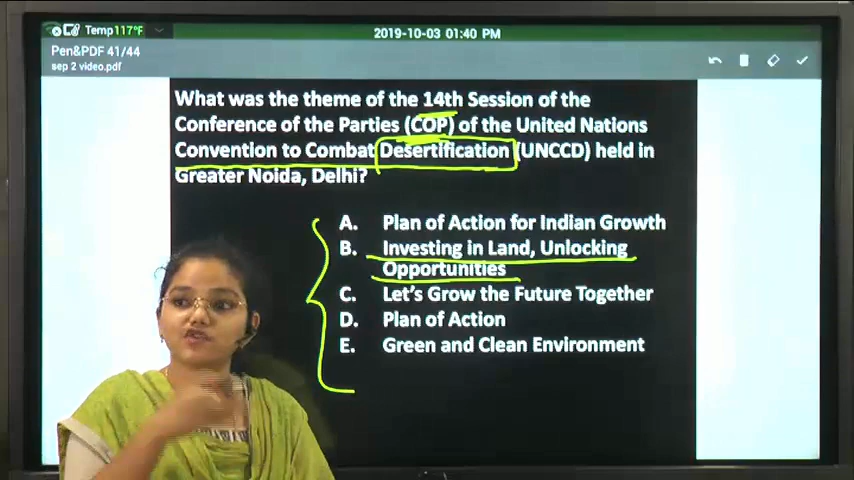 Temp117°F
2019-10-03 01:40 PM
Pen&PDF 41/44
sep 2 video.pdf
What was the theme of the 14th Session of the
Conference of the Parties (COP) of the United Nations
Convention to Combat Desertification (UNCCD) held in
Greater Noida, Delhi?
A. Plan of Action for Indian Growth
B. Investing in Land, Unlocking
Opportunities
C. Let's Grow the Future Together
D. Plan of Action
E. Green and Clean Environment